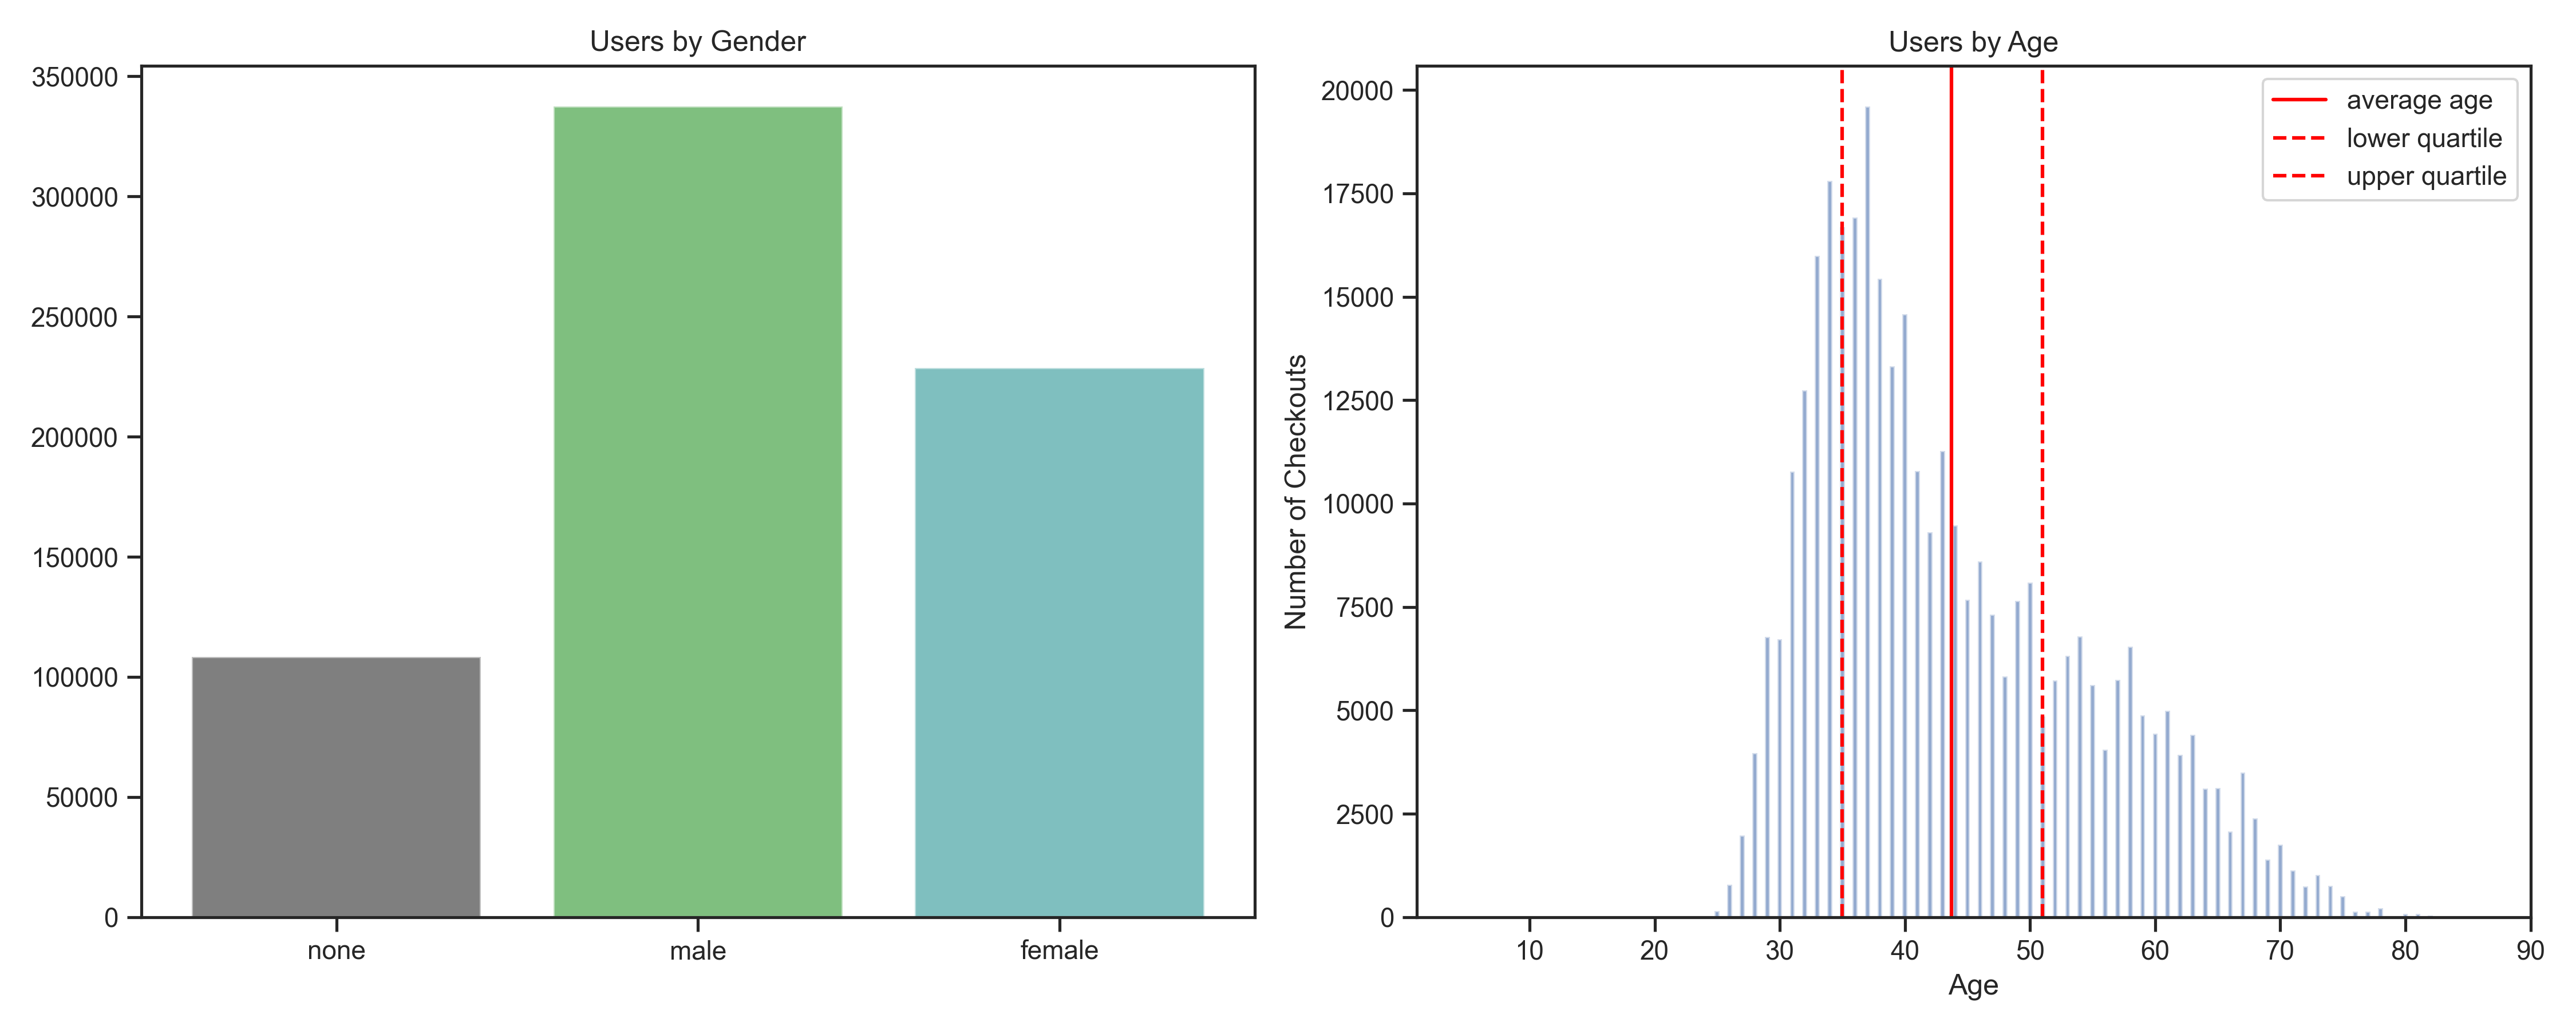 Users by Gender
350000
300000
250000
200000
150000
100000
50000
0
none male female
Users by Age
average age
lower quartile
upper quartile
Number of Checkouts
20000
17500
15000
12500
10000
7500
5000
2500
0
10 20 30 40 50 60 70 80 90
Age